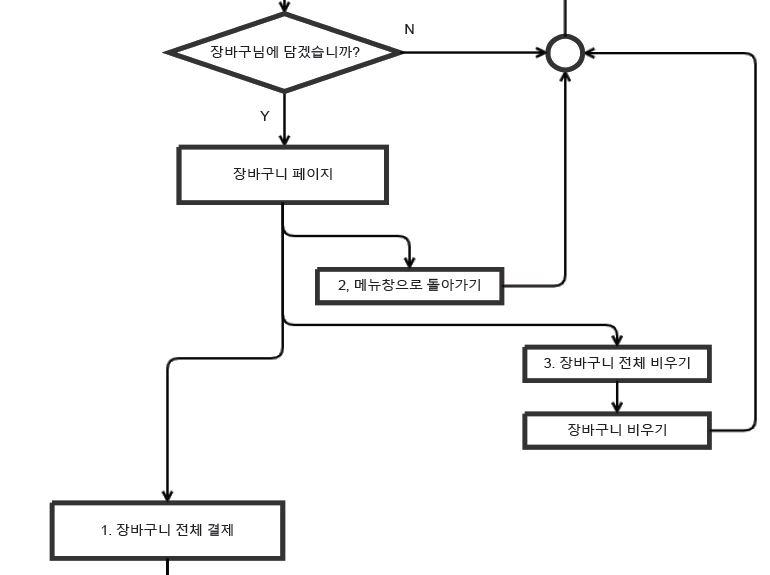 N
장바구님에 담겠습니까?
Y
장바구니 페이지
2, 메뉴창으로 돌아가기
3. 장바구니 전체 비우기
장바구니 비우기
1. 장바구니 전체 결제